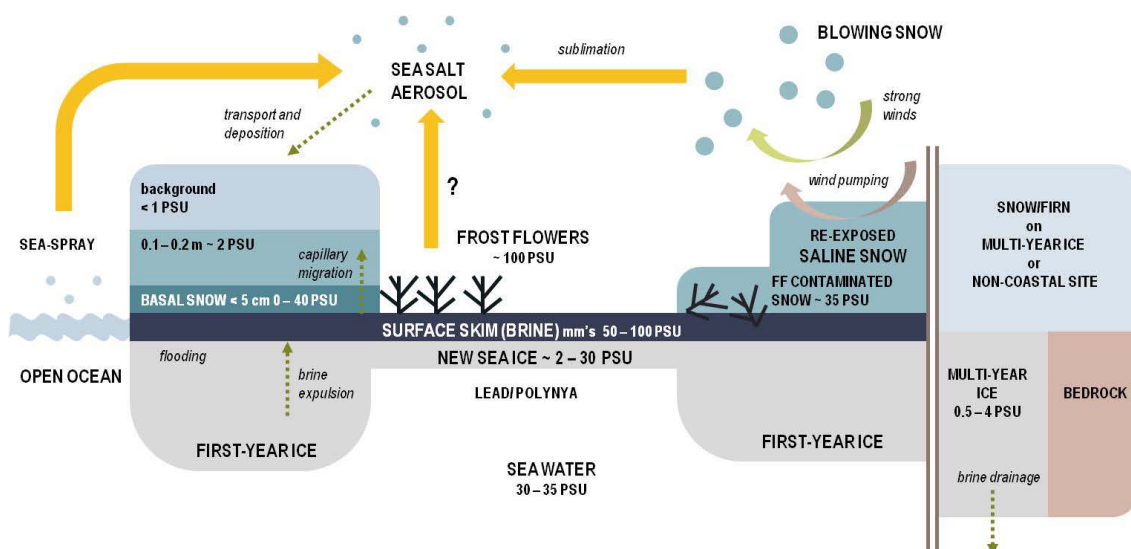 BLOWING SNOW
sublimation
SEA SALT
AEROSOL
strong
winds
transport and
deposition
background
< 1 PSU
?
wind pumping
SEA-SPRAY
0.1 – 0.2 m ~ 2 PSU
capillary
migration
BASAL SNOW < 5 cm 0 – 40 PSU
FROST FLOWERS
~ 100 PSU
RE-EXPOSED
SALINE SNOW
FF CONTAMINATED
SNOW ~ 35 PSU
SNOW/FIRN
on
MULTI-YEAR ICE
or
NON-COASTAL SITE
SURFACE SKIM (BRINE) mm's 50 – 100 PSU
OPEN OCEAN
flooding
brine
expulsion
NEW SEA ICE ~ 2 – 30 PSU
LEAD/POLYNYA
FIRST-YEAR ICE
SEA WATER
30 – 35 PSU
FIRST-YEAR ICE
MULTI-YEAR
ICE
0.5 – 4 PSU
BEDROCK
brine drainage